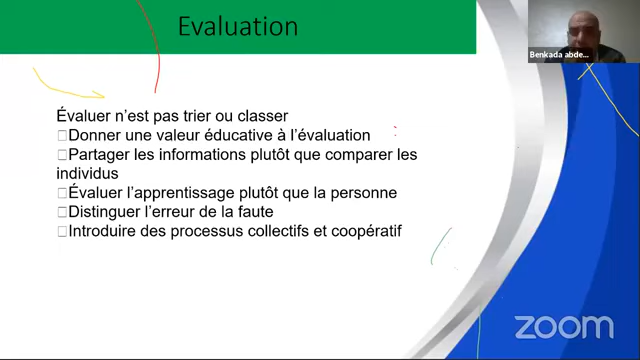 Evaluation
Benkada abde...
Évaluer n’est pas trier ou classer
Donner une valeur éducative à l’évaluation
Partager les informations plutôt que comparer les
individus
Évaluer l’apprentissage plutôt que la personne
Distinguer l’erreur de la faute
Introduire des processus collectifs et coopératif
zoom